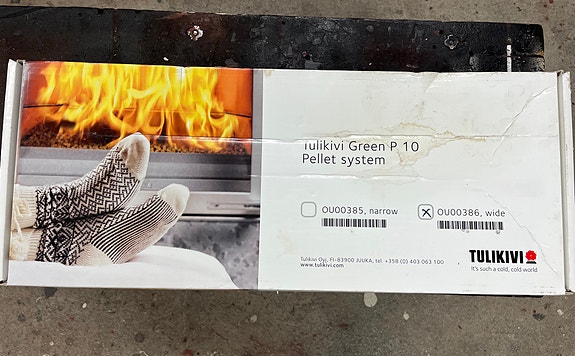 Tulikivi Green P 10
Pellet system
OU00385, narrow
OU00386, wide
Tulikivi Oyj, FI-83900 JUUKA, tel. +358 (0) 403 063 100
www.tulikivi.com
TULIKIVI
It's such a cold, cold world